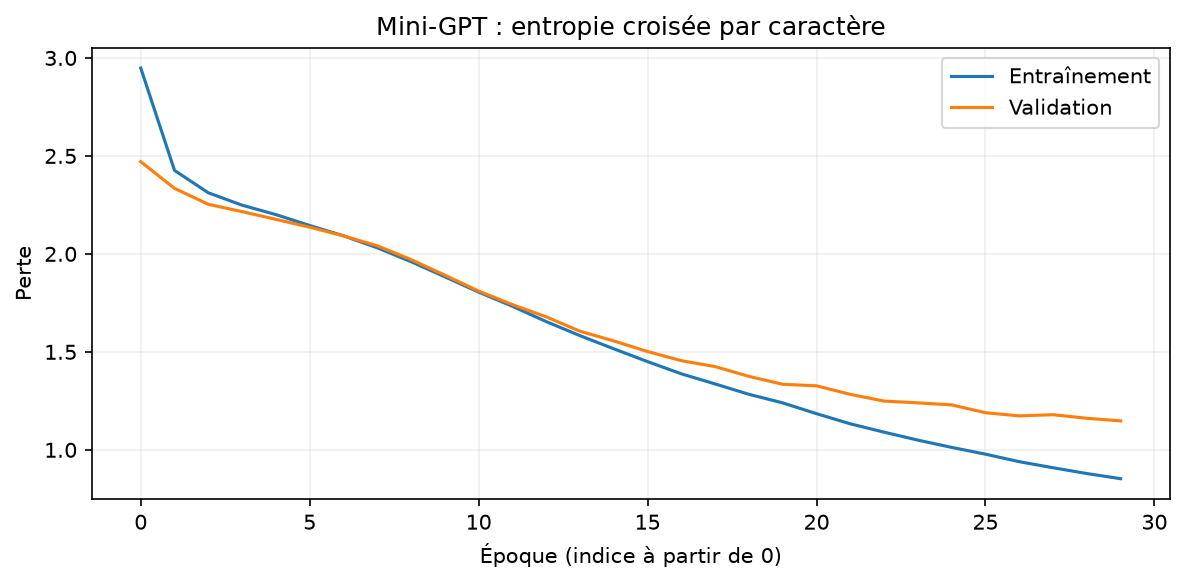 Mini-GPT : entropie croisée par caractère
Entraînement
Validation
Perte
3.0
2.5
2.0
1.5
1.0
0 5 10 15 20 25 30
Époque (indice à partir de 0)